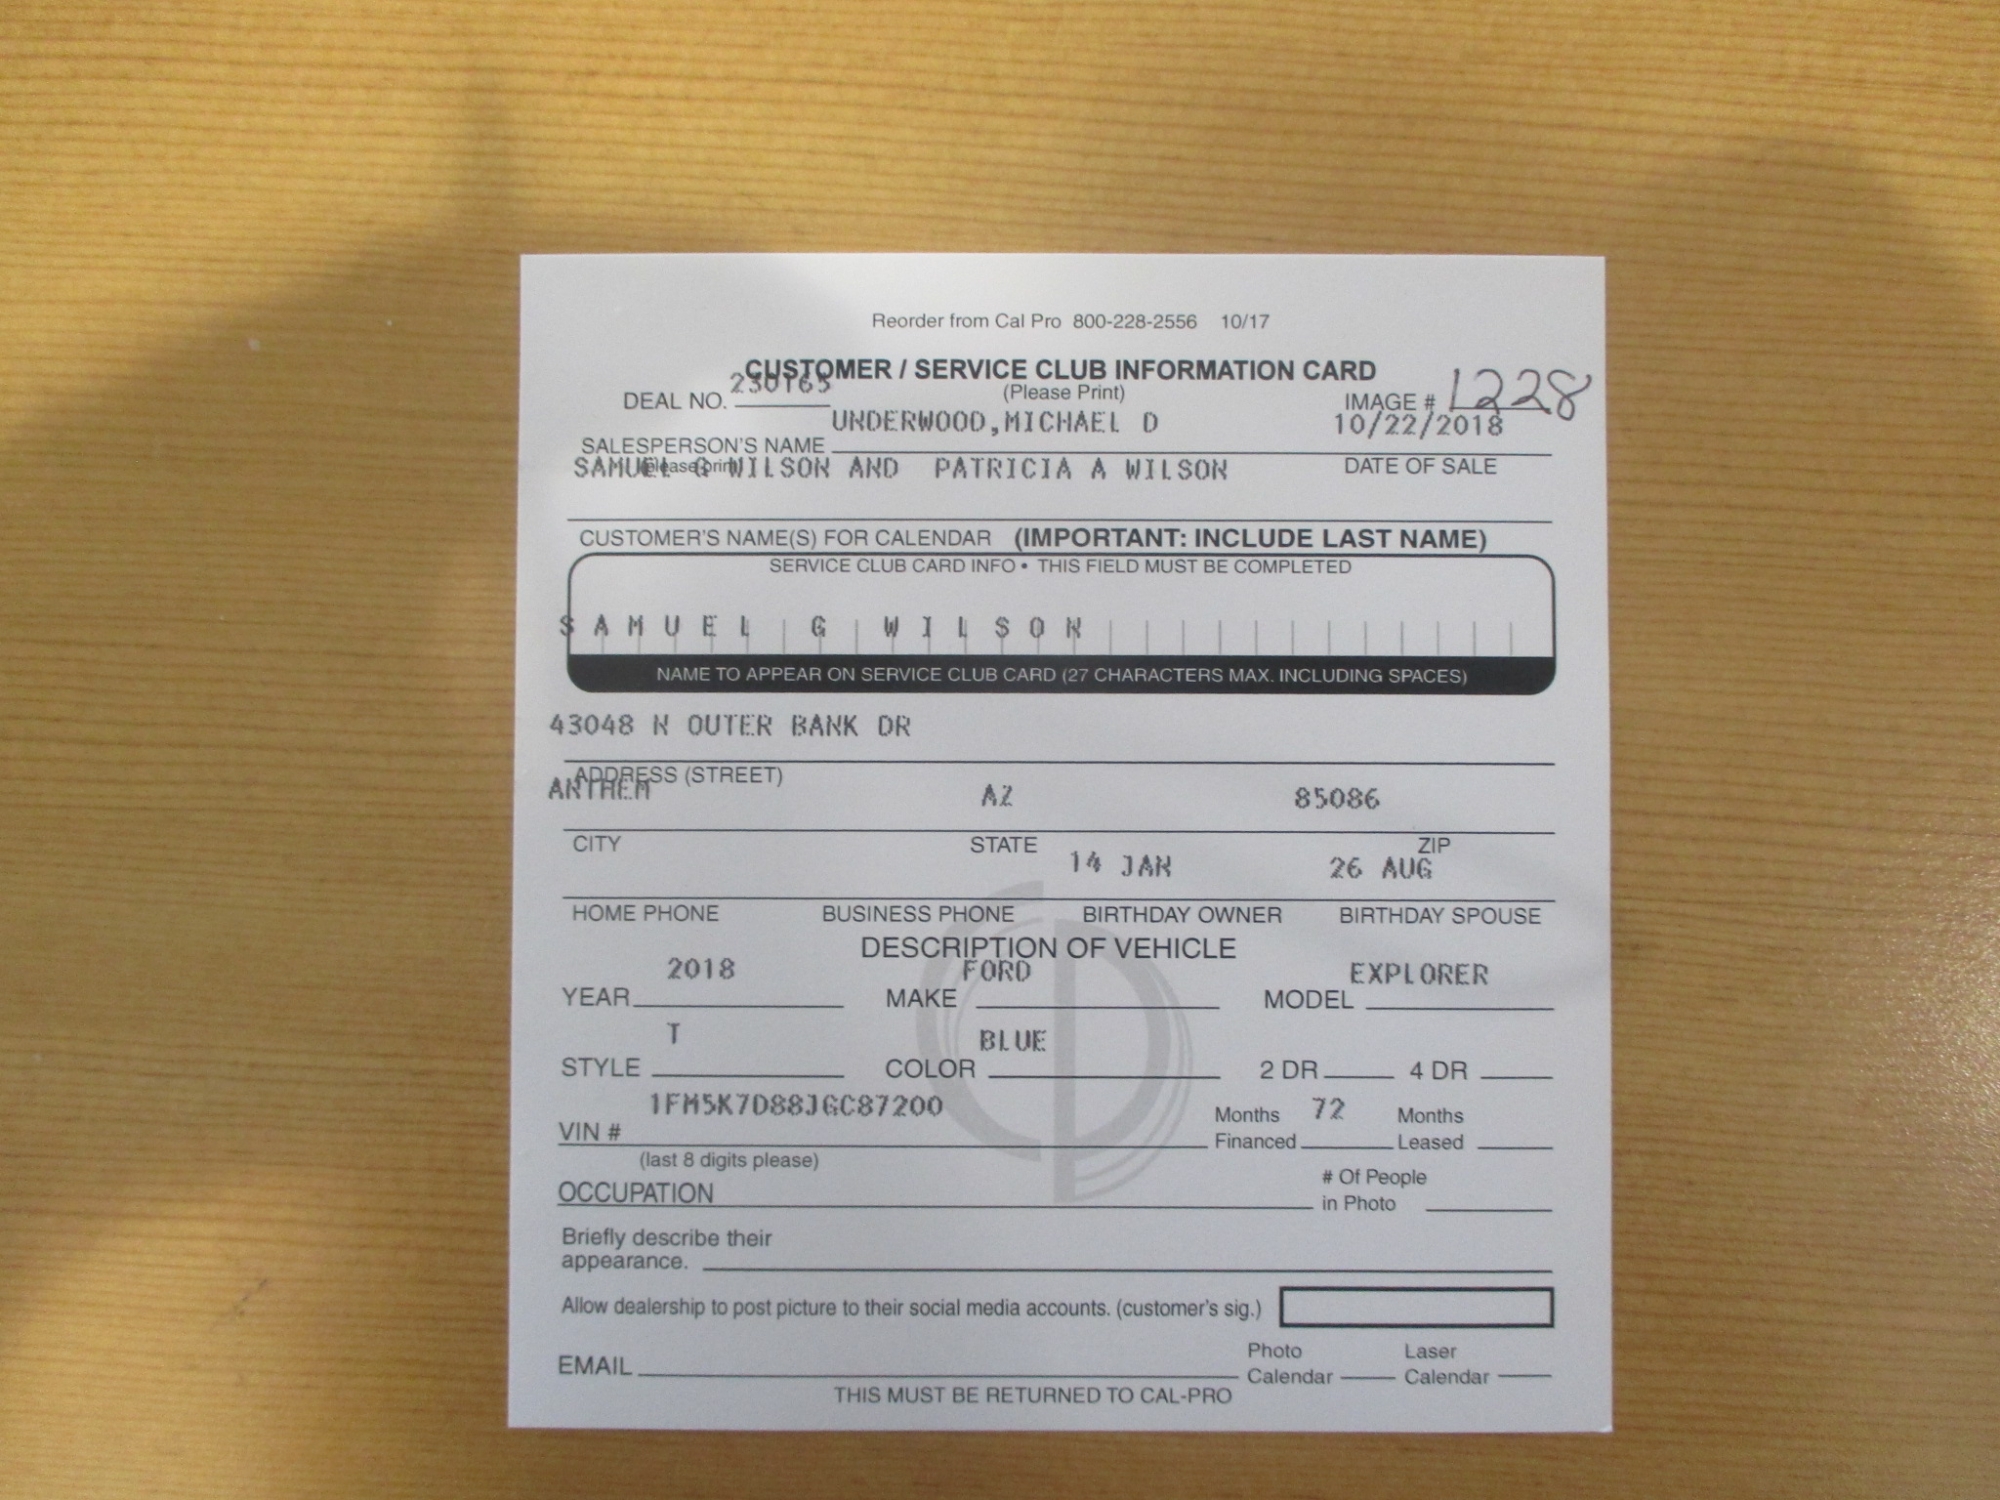 Reorder from Cal Pro 800-228-2556 10/17
CUSTOMER / SERVICE CLUB INFORMATION CARD
(Please Print)
DEAL NO. 230165
IMAGE # 1228
UNDERWOOD,MICHAEL D
10/22/2018
SALESPERSON'S NAME
(please print)
DATE OF SALE
SAMUEL G WILSON AND PATRICIA A WILSON
CUSTOMER'S NAME(S) FOR CALENDAR (IMPORTANT: INCLUDE LAST NAME)
SERVICE CLUB CARD INFO • THIS FIELD MUST BE COMPLETED
SAMUEL G WILSON
NAME TO APPEAR ON SERVICE CLUB CARD (27 CHARACTERS MAX. INCLUDING SPACES)
43048 N OUTER BANK DR
ADDRESS (STREET)
ANTHEM AZ 85086
CITY STATE ZIP
14 JAN 26 AUG
HOME PHONE BUSINESS PHONE BIRTHDAY OWNER BIRTHDAY SPOUSE
DESCRIPTION OF VEHICLE
2018 FORD EXPLORER
YEAR MAKE MODEL
T BLUE
STYLE COLOR 2 DR 4 DR
1FM5K7D88JGC87200
VIN #
(last 8 digits please)
Months 72 Months
Financed Leased
OCCUPATION
# Of People
in Photo
Briefly describe their
appearance.
Allow dealership to post picture to their social media accounts. (customer's sig.)
EMAIL
Photo Laser
Calendar Calendar
THIS MUST BE RETURNED TO CAL-PRO